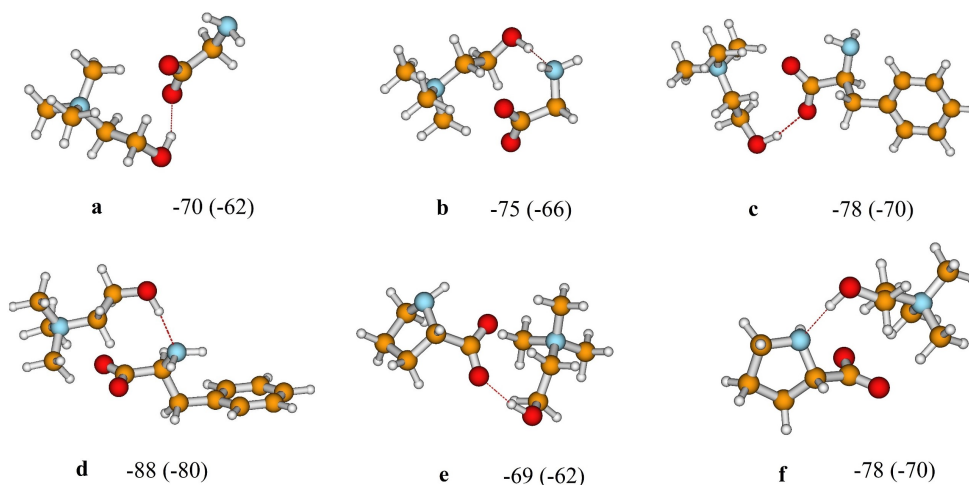 a -70 (-62)
b -75 (-66)
c -78 (-70)
d -88 (-80)
e -69 (-62)
f -78 (-70)